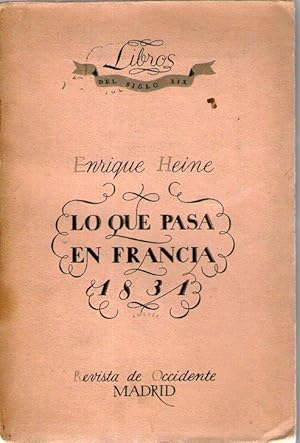 Libros
DEL SIGLO XIX
Enrique Heine
LO QUE PASA
EN FRANCIA
1831
Revista de Occidente
MADRID